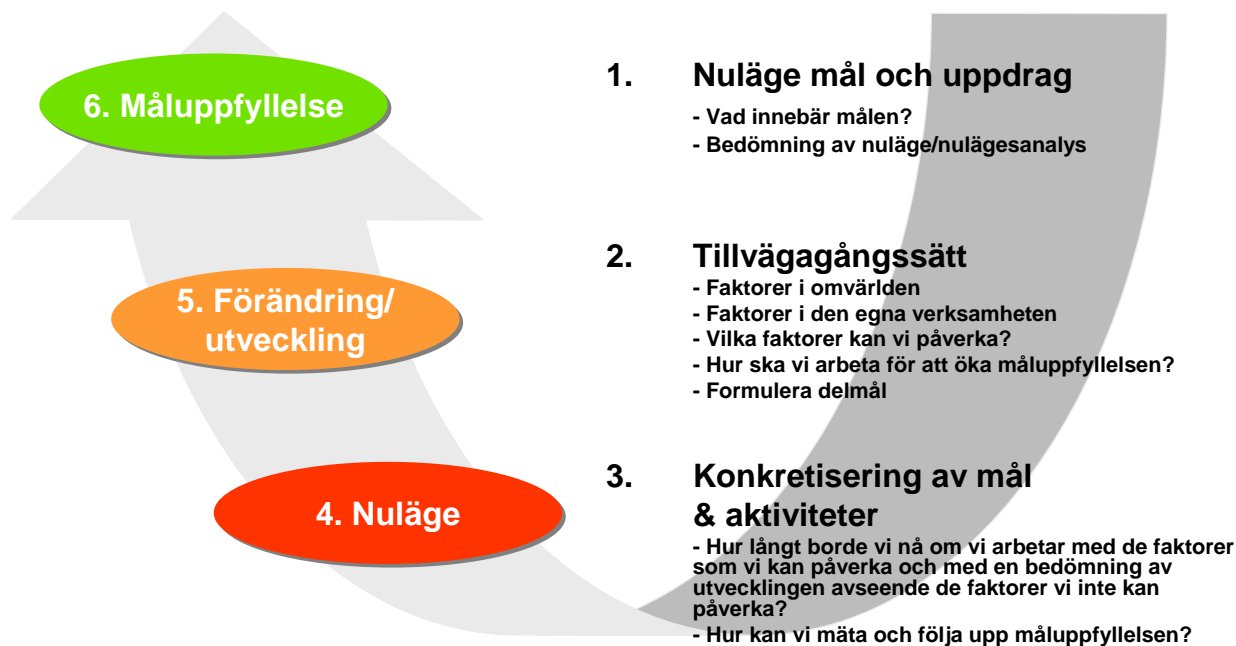 1. Nuläge mål och uppdrag
- Vad innebär målen?
- Bedömning av nuläge/nulägesanalys
2. Tillvägagångssätt
- Faktorer i omvärlden
- Faktorer i den egna verksamheten
- Vilka faktorer kan vi påverka?
- Hur ska vi arbeta för att öka måluppfyllelsen?
- Formulera delmål
3. Konkretisering av mål
& aktiviteter
- Hur långt borde vi nå om vi arbetar med de faktorer
som vi kan påverka och med en bedömning av
utvecklingen avseende de faktorer vi inte kan
påverka?
- Hur kan vi mäta och följa upp måluppfyllelsen?
4. Nuläge
5. Förändring/
utveckling
6. Måluppfyllelse